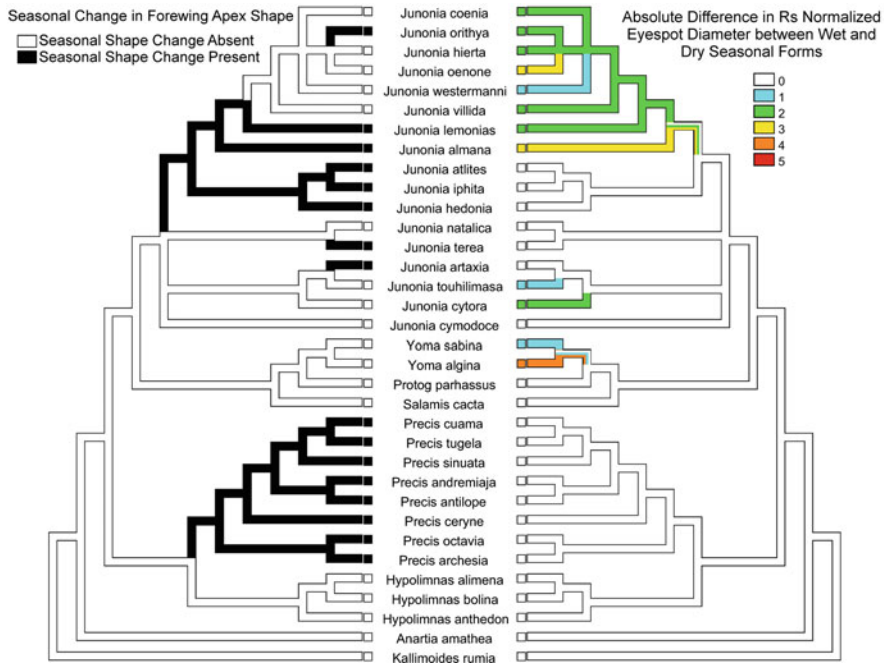 Seasonal Change in Forewing Apex Shape
Seasonal Shape Change Absent
Seasonal Shape Change Present
Junonia coenia
Junonia orithya
Junonia hierta
Junonia oenone
Junonia westermanni
Junonia villida
Junonia lemonias
Junonia almana
Junonia atlites
Junonia iphita
Junonia hedonia
Junonia natalica
Junonia terea
Junonia artaxia
Junonia touhilimasa
Junonia cytora
Junonia cymodoce
Yoma sabina
Yoma algina
Protog parhassus
Salamis cacta
Precis cuama
Precis tugela
Precis sinuata
Precis andremiaja
Precis antilope
Precis ceryne
Precis octavia
Precis archesia
Hypolimnas alimena
Hypolimnas bolina
Hypolimnas anthedon
Anartia amathea
Kallimoides rumia
Absolute Difference in Rs Normalized
Eyespot Diameter between Wet and
Dry Seasonal Forms
0
1
2
3
4
5